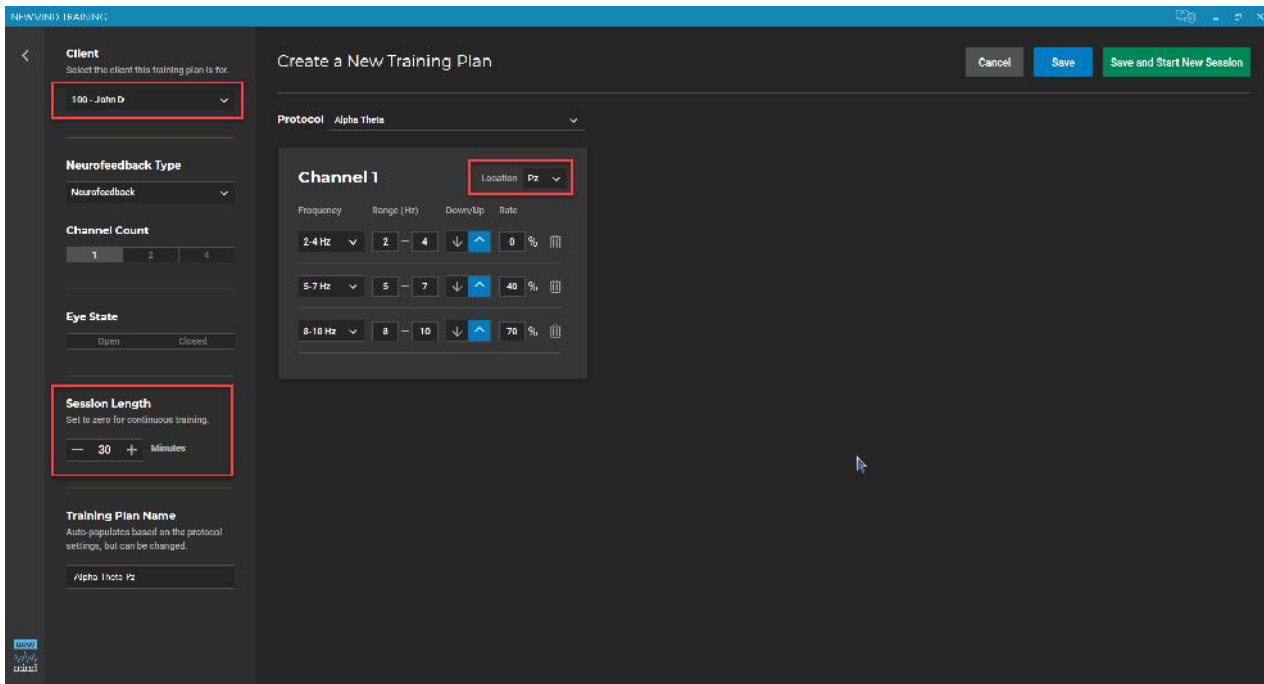 NEWMIND TRAINING
Client
Select the client this training plan is for.
100 - John D
Neurofeedback Type
Neurofeedback
Channel Count
1 2 4
Eye State
Open Closed
Session Length
Set to zero for continuous training.
— 30 + Minutes
Training Plan Name
Auto-populates based on the protocol
settings, but can be changed.
Alpha Theta Pz
new
mind
Create a New Training Plan
Cancel Save Save and Start New Session
Protocol Alpha Theta
Channel 1 Location Pz
Frequency Range (Hz) Down/Up Rate
2-4 Hz 2 – 4 0 %
5-7 Hz 5 – 7 40 %
8-10 Hz 8 – 10 70 %